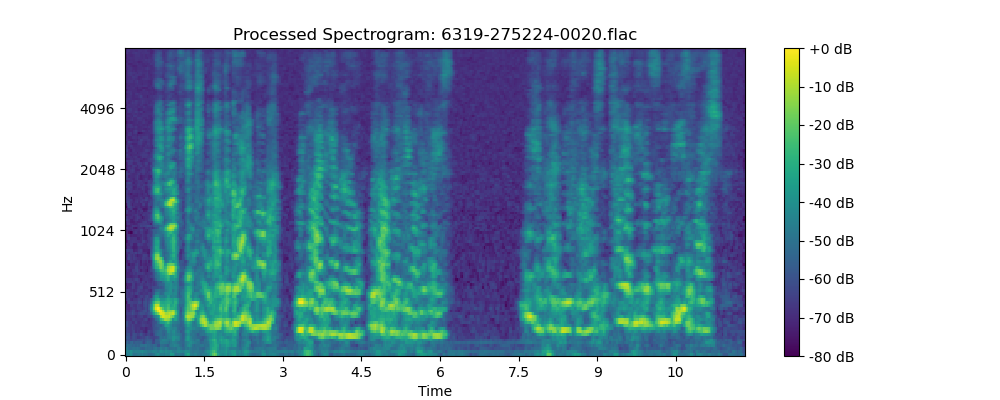 Processed Spectrogram: 6319-275224-0020.flac
Hz
4096
2048
1024
512
0
0 1.5 3 4.5 6 7.5 9 10
Time
+0 dB
-10 dB
-20 dB
-30 dB
-40 dB
-50 dB
-60 dB
-70 dB
-80 dB